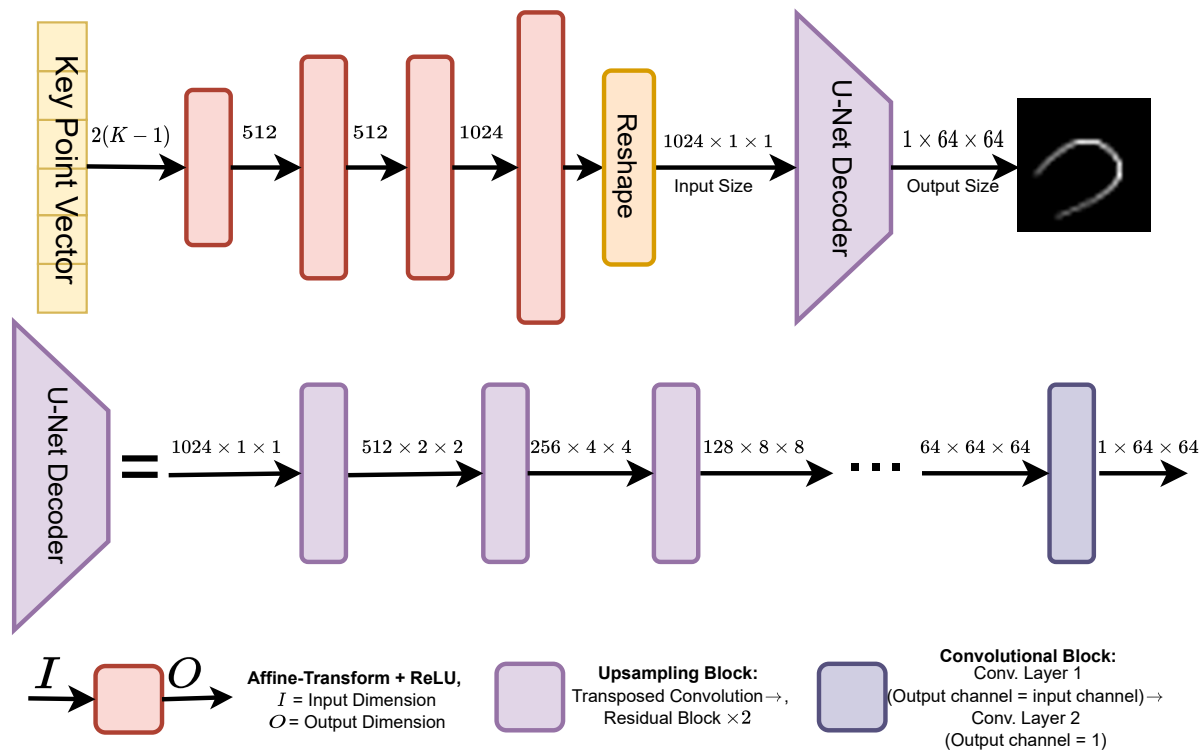 Key Point Vector
2(K − 1)
512
512
1024
Reshape
1024 × 1 × 1
Input Size
U-Net Decoder
1 × 64 × 64
Output Size
U-Net Decoder
=
1024 × 1 × 1
512 × 2 × 2
256 × 4 × 4
128 × 8 × 8
...
64 × 64 × 64
1 × 64 × 64
I
O
Affine-Transform + ReLU,
I = Input Dimension
O = Output Dimension
Upsampling Block:
Transposed Convolution→,
Residual Block ×2
Convolutional Block:
Conv. Layer 1
(Output channel = input channel)→
Conv. Layer 2
(Output channel = 1)